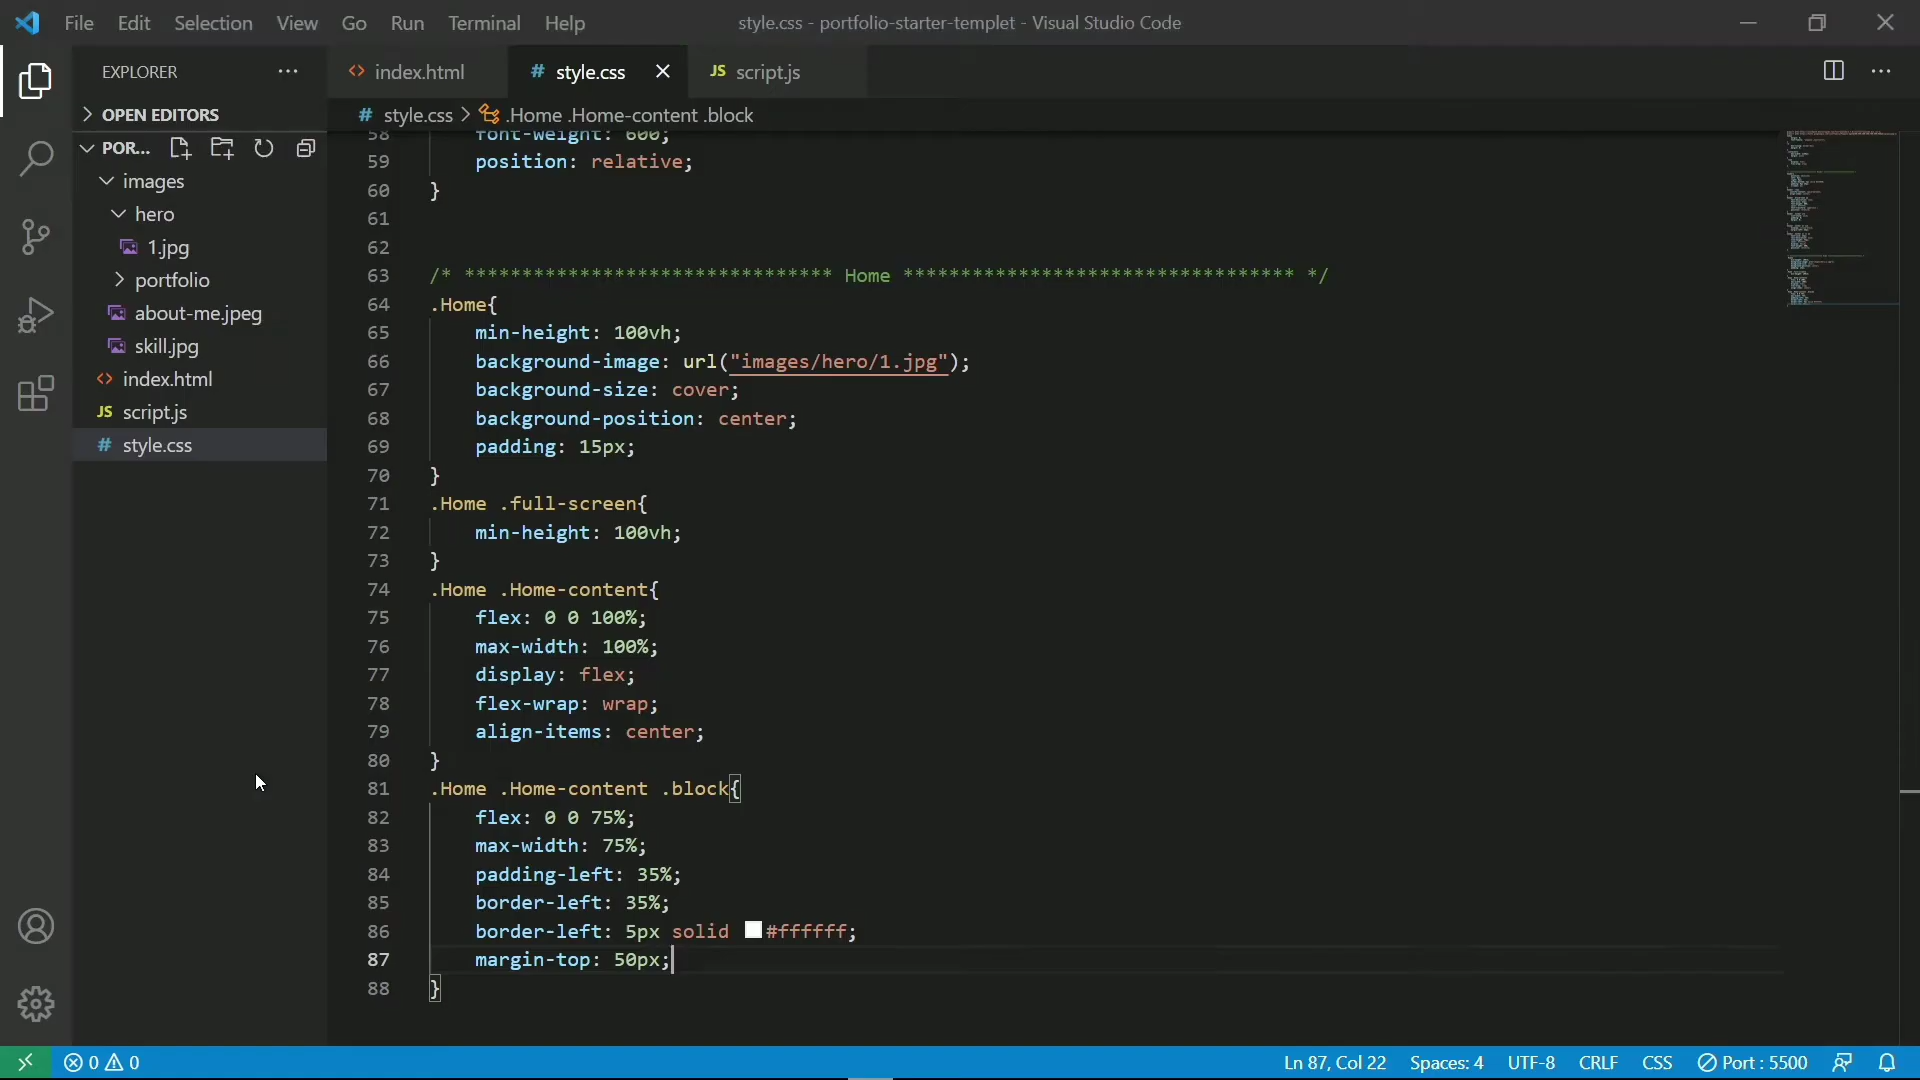 File Edit Selection View Go Run Terminal Help
style.css - portfolio-starter-templet - Visual Studio Code
EXPLORER
OPEN EDITORS
POR...
images
hero
1.jpg
portfolio
about-me.jpeg
skill.jpg
index.html
JS script.js
# style.css
index.html
# style.css
JS script.js
# style.css > .Home .Home-content .block
58 font-weight: 600;
59 position: relative;
60 }
61
62
63 /* ******************************** Home ********************************** */
64 .Home{
65 min-height: 100vh;
66 background-image: url("images/hero/1.jpg");
67 background-size: cover;
68 background-position: center;
69 padding: 15px;
70 }
71 .Home .full-screen{
72 min-height: 100vh;
73 }
74 .Home .Home-content{
75 flex: 0 0 100%;
76 max-width: 100%;
77 display: flex;
78 flex-wrap: wrap;
79 align-items: center;
80 }
81 .Home .Home-content .block{
82 flex: 0 0 75%;
83 max-width: 75%;
84 padding-left: 35%;
85 border-left: 35%;
86 border-left: 5px solid #ffffff;
87 margin-top: 50px;
88 }
0 0
Ln 87, Col 22 Spaces: 4 UTF-8 CRLF CSS Port : 5500